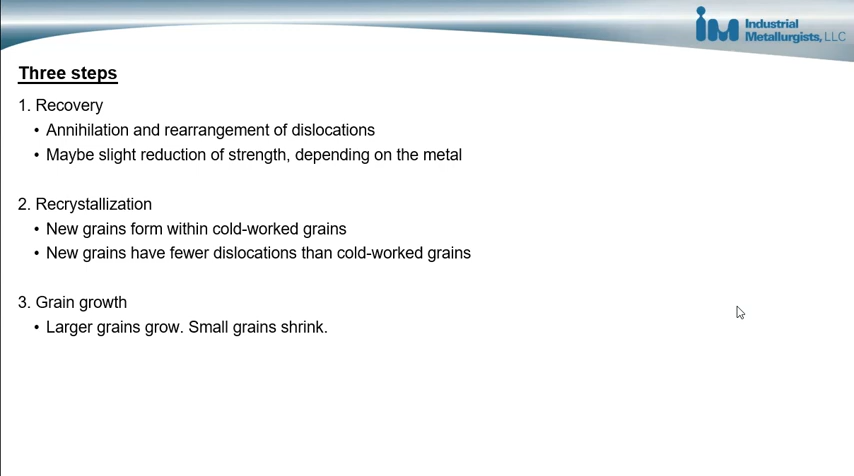 Industrial
Metallurgists, LLC
Three steps
1. Recovery
• Annihilation and rearrangement of dislocations
• Maybe slight reduction of strength, depending on the metal
2. Recrystallization
• New grains form within cold-worked grains
• New grains have fewer dislocations than cold-worked grains
3. Grain growth
• Larger grains grow. Small grains shrink.